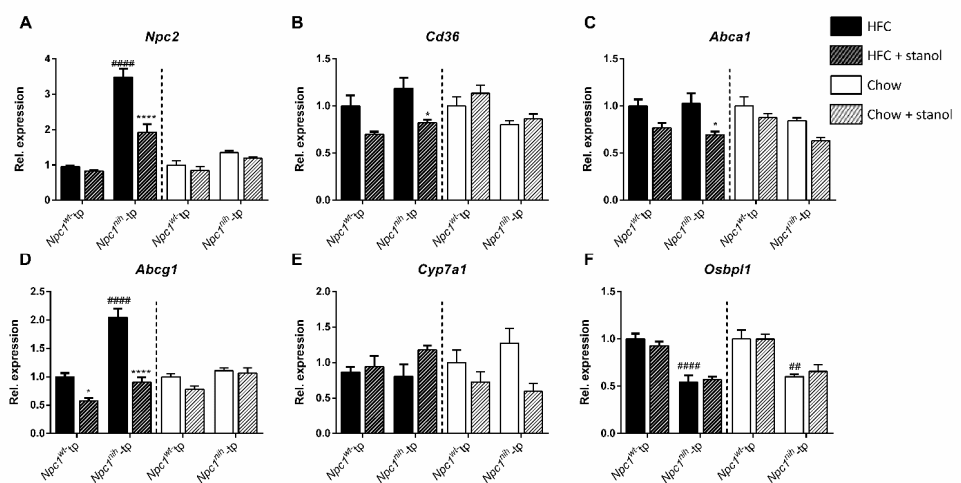 A
Npc2
Rel. expression
4
3
2
1
0
####
****
Npc1wt-tp
Npc1nih-tp
Npc1wt-tp
Npc1nih-tp
B
Cd36
Rel. expression
1.5
1.0
0.5
0.0
*
Npc1wt-tp
Npc1nih-tp
Npc1wt-tp
Npc1nih-tp
C
Abca1
Rel. expression
1.5
1.0
0.5
0.0
*
Npc1wt-tp
Npc1nih-tp
Npc1wt-tp
Npc1nih-tp
HFC
HFC + stanol
Chow
Chow + stanol
D
Abcg1
Rel. expression
2.5
2.0
1.5
1.0
0.5
0.0
*
####
****
Npc1wt-tp
Npc1nih-tp
Npc1wt-tp
Npc1nih-tp
E
Cyp7a1
Rel. expression
2.0
1.5
1.0
0.5
0.0
Npc1wt-tp
Npc1nih-tp
Npc1wt-tp
Npc1nih-tp
F
Osbpl1
Rel. expression
1.5
1.0
0.5
0.0
####
##
Npc1wt-tp
Npc1nih-tp
Npc1wt-tp
Npc1nih-tp